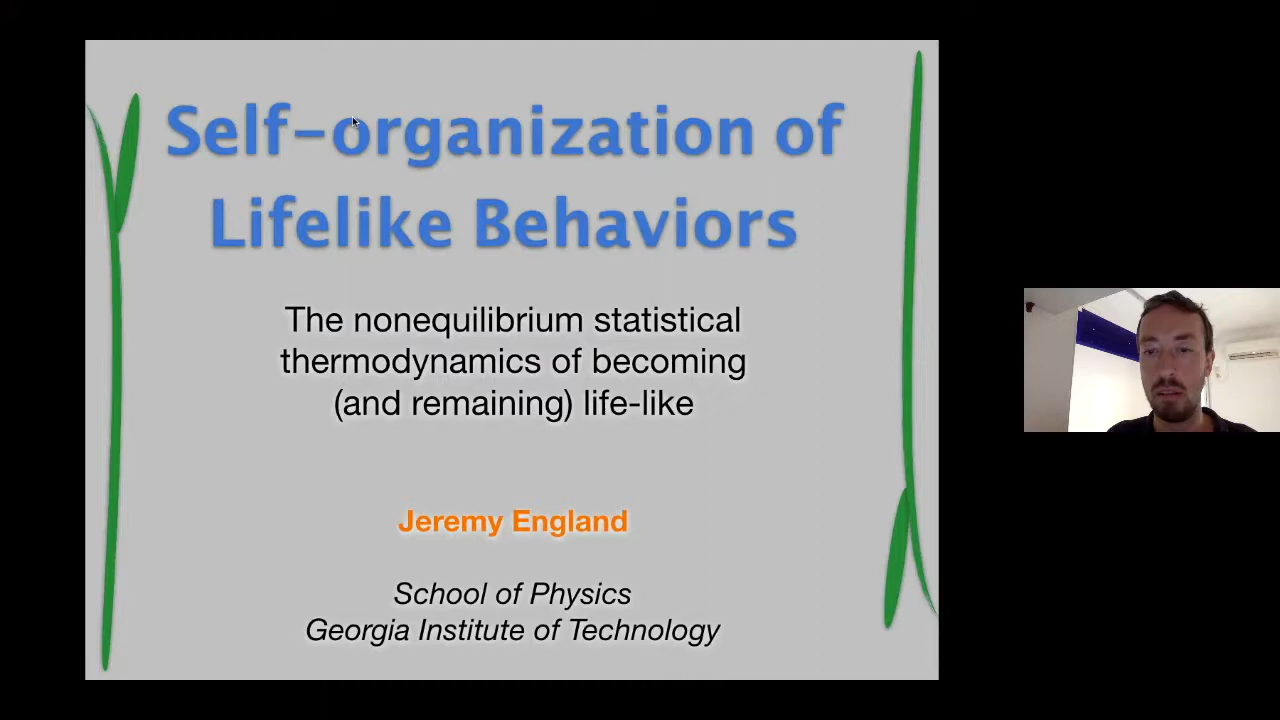 Self-organization of
Lifelike Behaviors
The nonequilibrium statistical
thermodynamics of becoming
(and remaining) life-like
Jeremy England
School of Physics
Georgia Institute of Technology